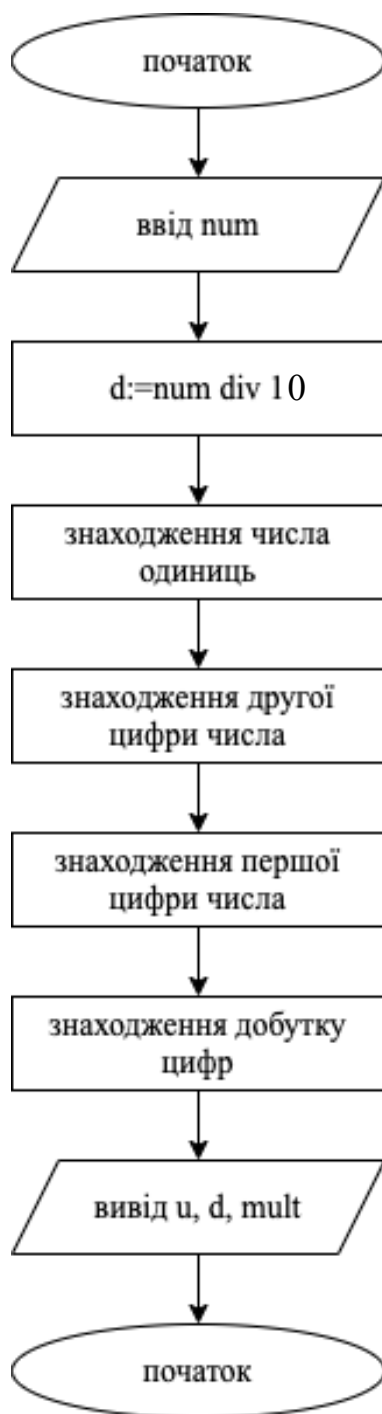 початок
ввід num
d:=num div 10
знаходження числа
одиниць
знаходження другої
цифри числа
знаходження першої
цифри числа
знаходження добутку
цифр
вивід u, d, mult
початок